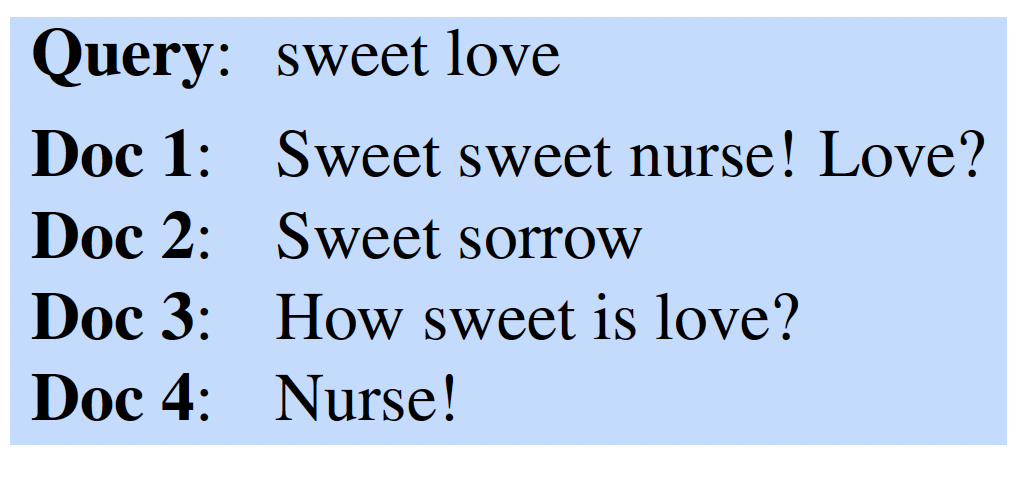 Query: sweet love
Doc 1: Sweet sweet nurse! Love?
Doc 2: Sweet sorrow
Doc 3: How sweet is love?
Doc 4: Nurse!